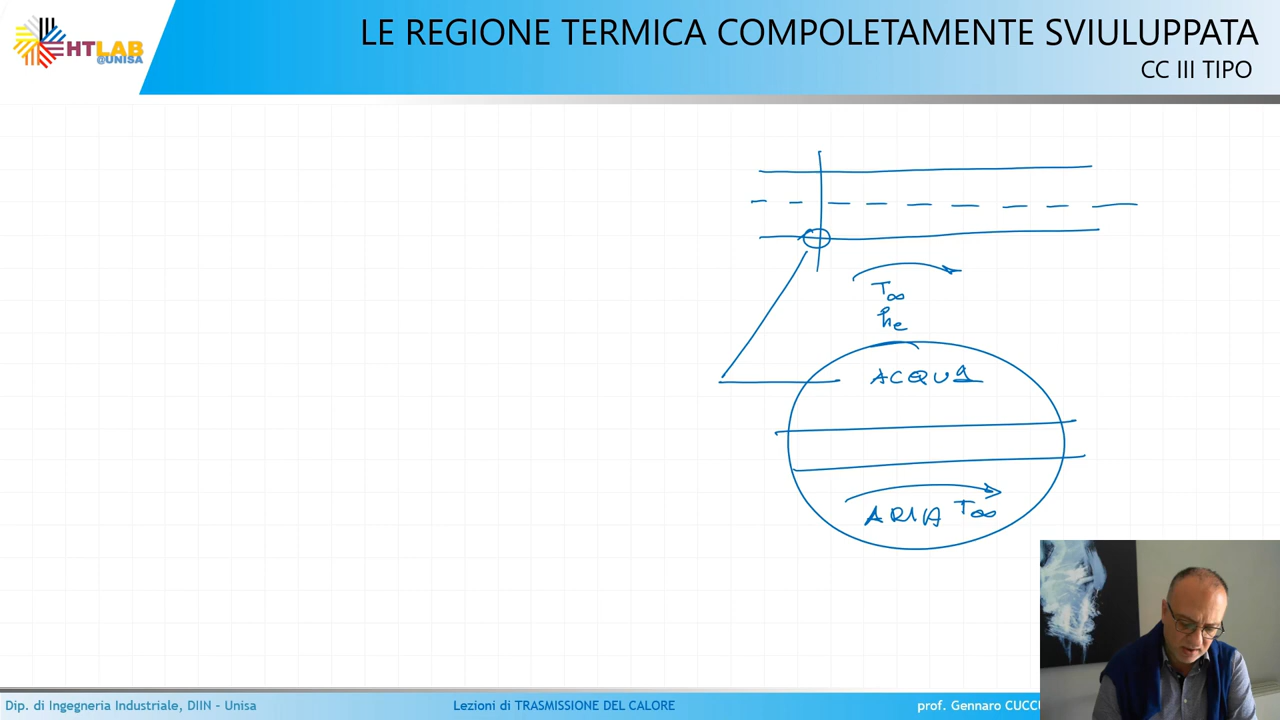 HTLAB
@UNISA
LE REGIONE TERMICA COMPOLETAMENTE SVIULUPPATA
CC III TIPO
T∞
he
ACQUA
ARIA T∞
Dip. di Ingegneria Industriale, DIIN - Unisa
Lezioni di TRASMISSIONE DEL CALORE
prof. Gennaro CUCC